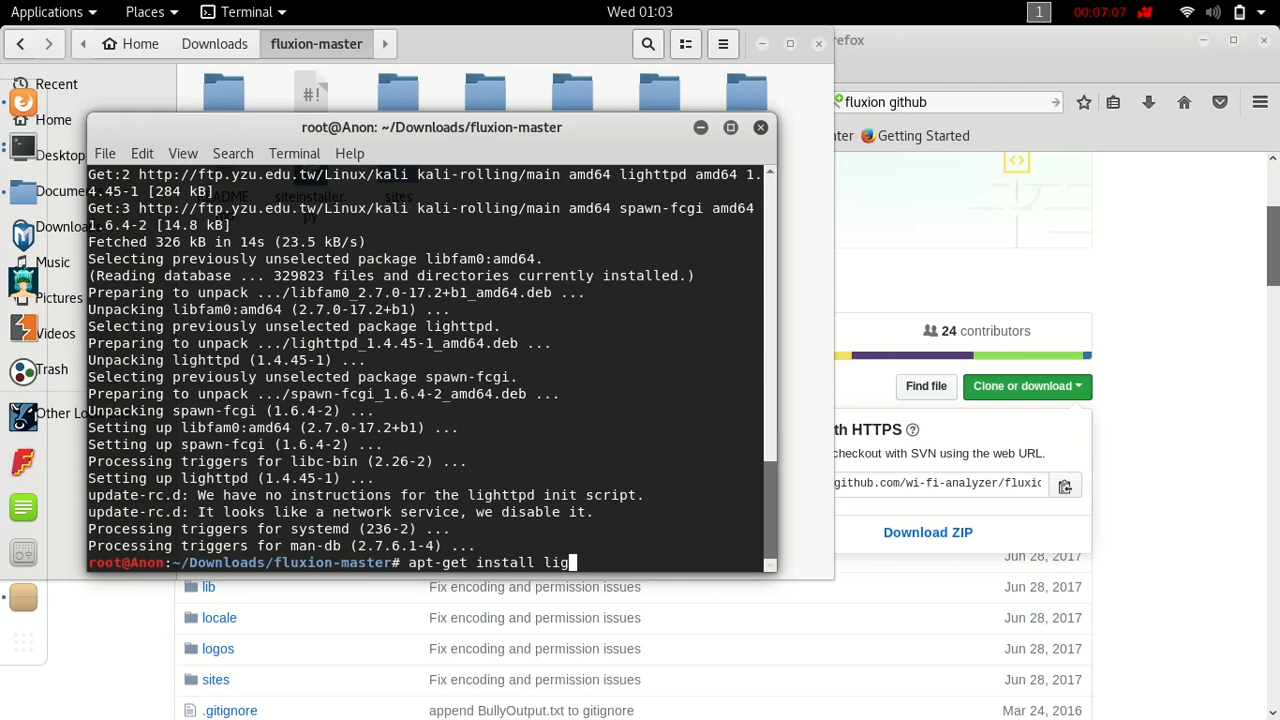 Applications Places Terminal Wed 01:03 1 00:07:07
Home Downloads fluxion-master
Recent
Home
Desktop
Music
Pictures
Videos
Trash
#!
root@Anon: ~/Downloads/fluxion-master
File Edit View Search Terminal Help
Get:2 http://ftp.yzu.edu.tw/Linux/kali kali-rolling/main amd64 lighttpd amd64 1.
4.45-1 [284 kB]
Get:3 http://ftp.yzu.edu.tw/Linux/kali kali-rolling/main amd64 spawn-fcgi amd64
1.6.4-2 [14.8 kB]
Fetched 326 kB in 14s (23.5 kB/s)
Selecting previously unselected package libfam0:amd64.
(Reading database ... 329823 files and directories currently installed.)
Preparing to unpack .../libfam0_2.7.0-17.2+b1_amd64.deb ...
Unpacking libfam0:amd64 (2.7.0-17.2+b1) ...
Selecting previously unselected package lighttpd.
Preparing to unpack .../lighttpd_1.4.45-1_amd64.deb ...
Unpacking lighttpd (1.4.45-1) ...
Selecting previously unselected package spawn-fcgi.
Preparing to unpack .../spawn-fcgi_1.6.4-2_amd64.deb ...
Unpacking spawn-fcgi (1.6.4-2) ...
Setting up libfam0:amd64 (2.7.0-17.2+b1) ...
Setting up spawn-fcgi (1.6.4-2) ...
Processing triggers for libc-bin (2.26-2) ...
Setting up lighttpd (1.4.45-1) ...
update-rc.d: We have no instructions for the lighttpd init script.
update-rc.d: It looks like a network service, we disable it.
Processing triggers for systemd (236-2) ...
Processing triggers for man-db (2.7.6.1-4) ...
root@Anon:~/Downloads/fluxion-master# apt-get install lig
efox
fluxion github
nter Getting Started
24 contributors
Find file Clone or download
th HTTPS
checkout with SVN using the web URL.
github.com/wi-fi-analyzer/fluxio
Download ZIP
Jun 28, 2017
lib Fix encoding and permission issues Jun 28, 2017
locale Fix encoding and permission issues Jun 28, 2017
logos Fix encoding and permission issues Jun 28, 2017
sites Fix encoding and permission issues Jun 28, 2017
.gitignore append BullyOutput.txt to gitignore Mar 24, 2016